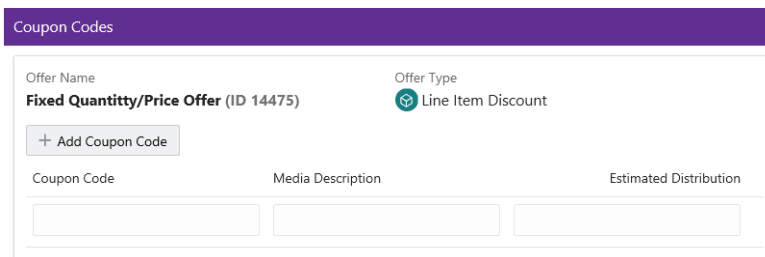 Coupon Codes
Offer Name Offer Type
Fixed Quantitty/Price Offer (ID 14475) Line Item Discount
+ Add Coupon Code
Coupon Code Media Description Estimated Distribution